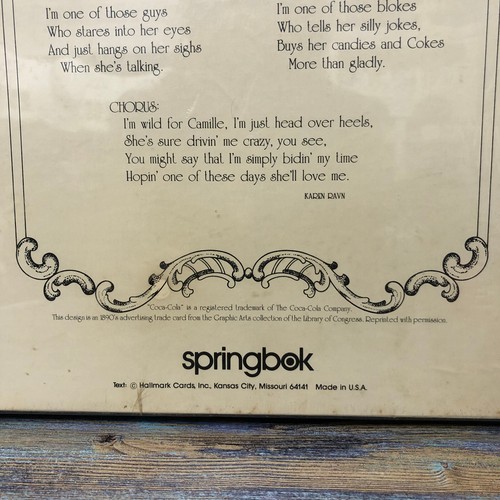 I'm one of those guys
Who stares into her eyes
And just hangs on her sighs
When she's talking.
I'm one of those blokes
Who tells her silly jokes,
Buys her candies and Cokes
More than gladly.
CHORUS:
I'm wild for Camille, I'm just head over heels,
She's sure drivin' me crazy, you see,
You might say that I'm simply bidin' my time
Hopin' one of these days she'll love me.
KAREN RAVN
"Coca-Cola" is a registered trademark of The Coca-Cola Company.
This design is an 1890's advertising trade card from the Graphic Arts collection of the Library of Congress. Reprinted with permission.
springbok
Text: © Hallmark Cards, Inc., Kansas City, Missouri 64141 Made in U.S.A.